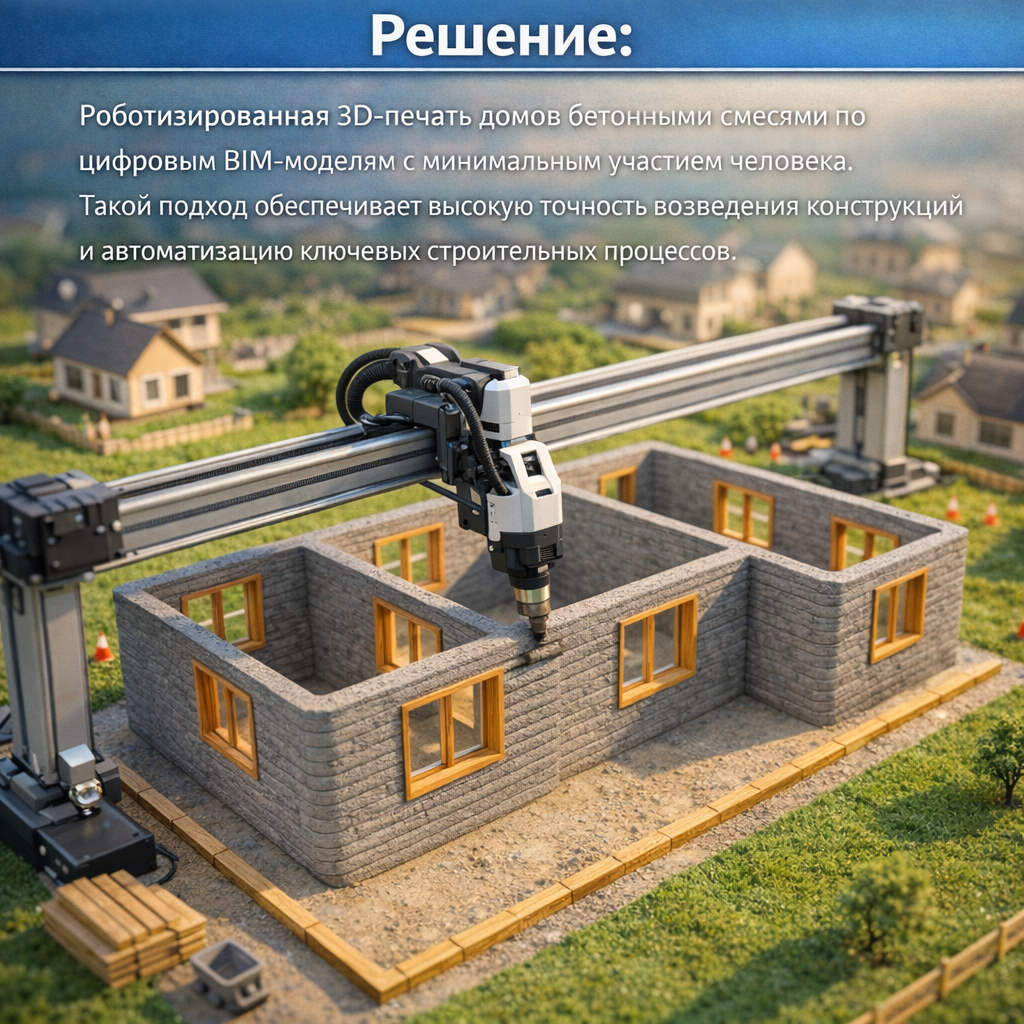 Решение:
Роботизированная 3D-печать домов бетонными смесями по
цифровым BIM-моделям с минимальным участием человека.
Такой подход обеспечивает высокую точность возведения конструкций
и автоматизацию ключевых строительных процессов.